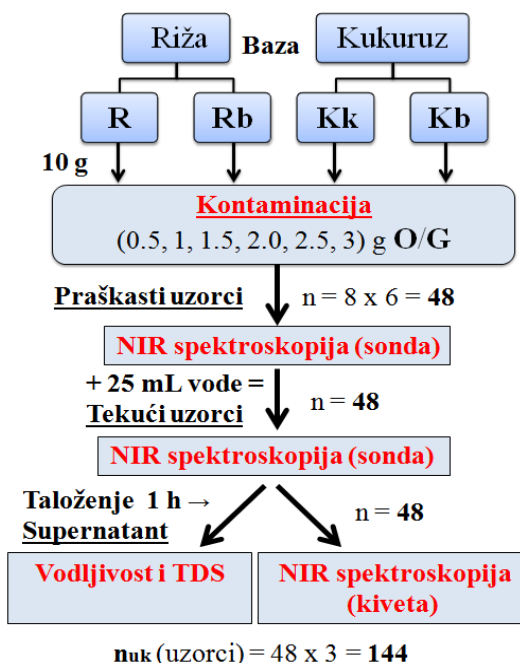 Riža Baza Kukuruz
R Rb Kk Kb
10 g
Kontaminacija
(0.5, 1, 1.5, 2.0, 2.5, 3) g O/G
Praškasti uzorci n = 8 x 6 = 48
NIR spektroskopija (sonda)
+ 25 mL vode =
Tekući uzorci n = 48
NIR spektroskopija (sonda)
Taloženje 1 h →
Supernatant n = 48
Vodljivost i TDS
NIR spektroskopija
(kiveta)
nuk (uzorci) = 48 x 3 = 144